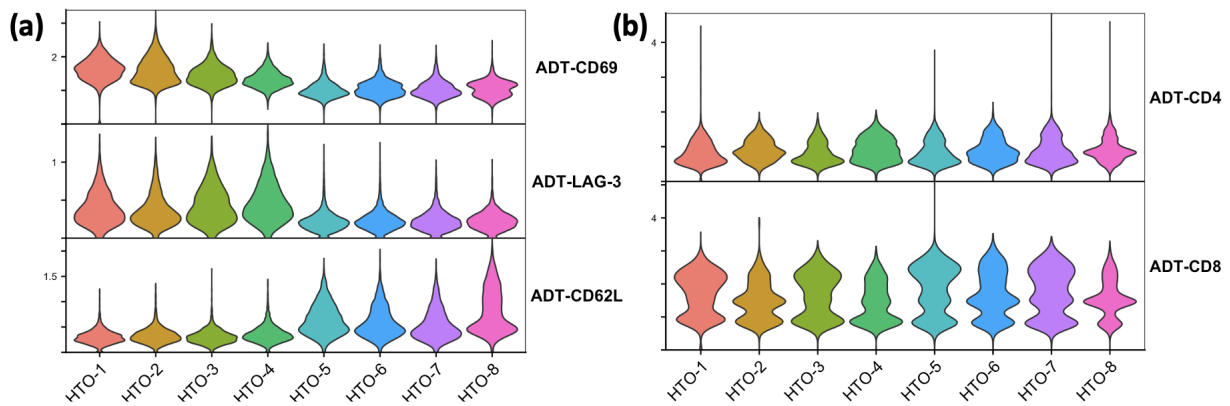 (a)
2
ADT-CD69
1
ADT-LAG-3
1.5
ADT-CD62L
HTO-1 HTO-2 HTO-3 HTO-4 HTO-5 HTO-6 HTO-7 HTO-8
(b)
4
ADT-CD4
4
ADT-CD8
HTO-1 HTO-2 HTO-3 HTO-4 HTO-5 HTO-6 HTO-7 HTO-8